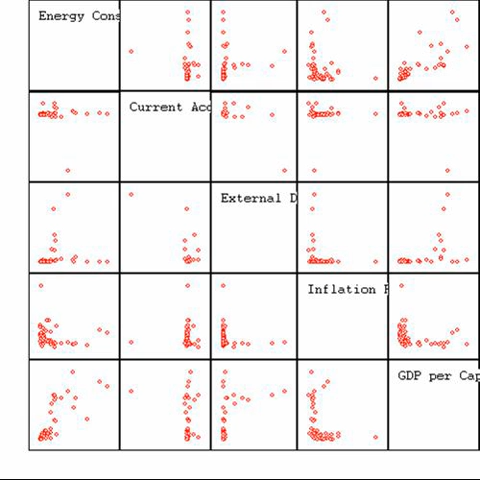 Energy Cons
Current Acc
External D
Inflation
GDP per Cap